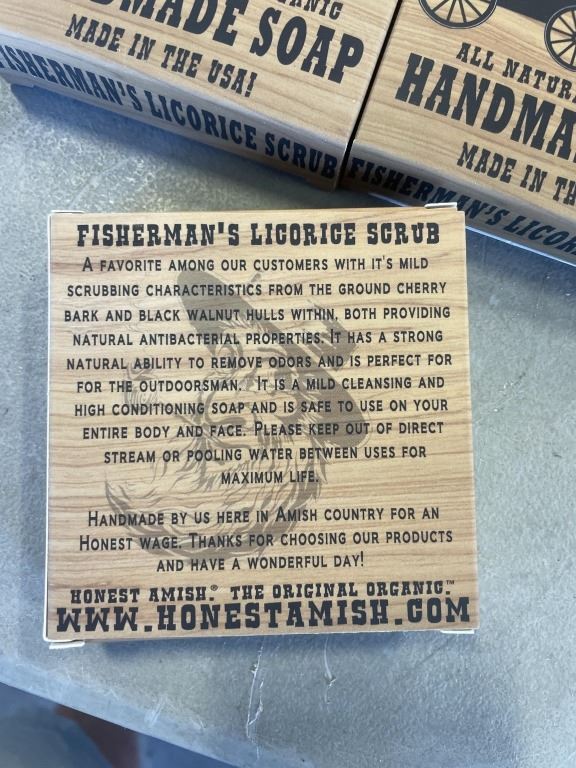 ORGANIC
HANDMADE SOAP
MADE IN THE USA!
FISHERMAN'S LICORICE SCRUB
ALL NATURAL
HANDMA
MADE IN TH
FISHERMAN'S LICORI
FISHERMAN'S LICORICE SCRUB
A FAVORITE AMONG OUR CUSTOMERS WITH IT'S MILD
SCRUBBING CHARACTERISTICS FROM THE GROUND CHERRY
BARK AND BLACK WALNUT HULLS WITHIN, BOTH PROVIDING
NATURAL ANTIBACTERIAL PROPERTIES. IT HAS A STRONG
NATURAL ABILITY TO REMOVE ODORS AND IS PERFECT FOR
FOR THE OUTDOORSMAN. IT IS A MILD CLEANSING AND
HIGH CONDITIONING SOAP AND IS SAFE TO USE ON YOUR
ENTIRE BODY AND FACE. PLEASE KEEP OUT OF DIRECT
STREAM OR POOLING WATER BETWEEN USES FOR
MAXIMUM LIFE.
HANDMADE BY US HERE IN AMISH COUNTRY FOR AN
HONEST WAGE. THANKS FOR CHOOSING OUR PRODUCTS
AND HAVE A WONDERFUL DAY!
HONEST AMISH.® THE ORIGINAL ORGANIC.™
WWW.HONESTAMISH.COM